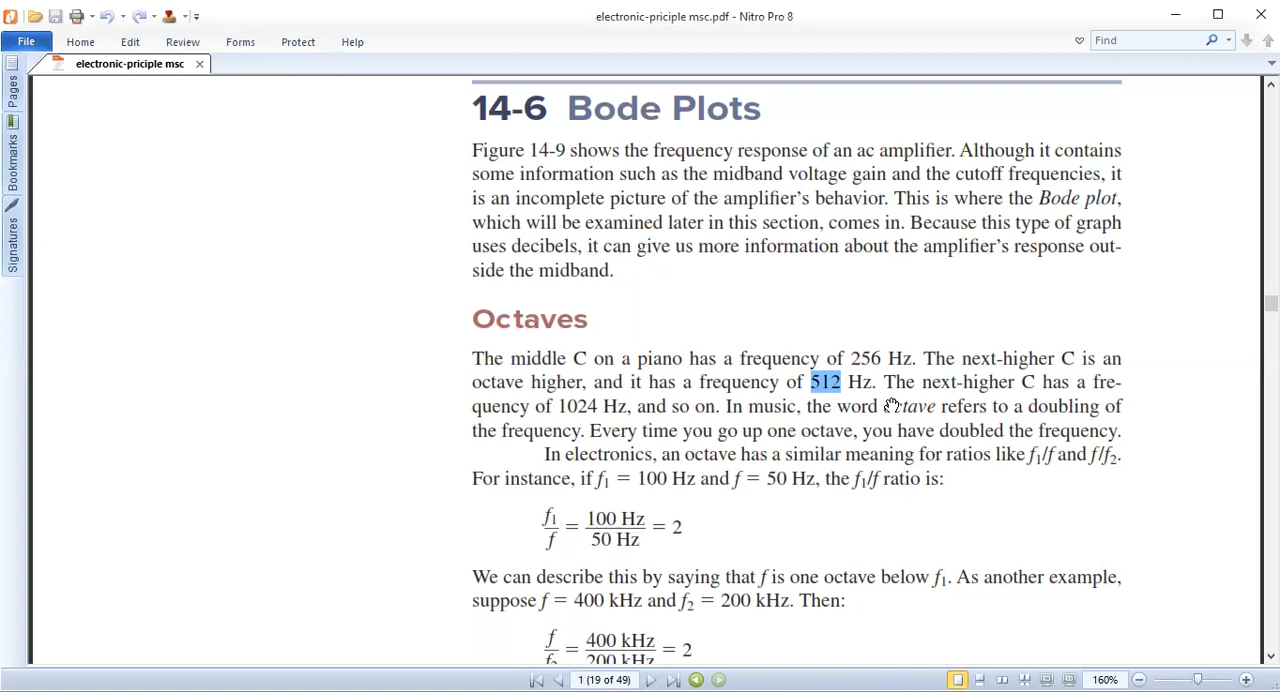 electronic-priciple msc.pdf - Nitro Pro 8
File Home Edit Review Forms Protect Help
Find
electronic-priciple msc
Pages
Bookmarks
Signatures
14-6 Bode Plots
Figure 14-9 shows the frequency response of an ac amplifier. Although it contains
some information such as the midband voltage gain and the cutoff frequencies, it
is an incomplete picture of the amplifier's behavior. This is where the Bode plot,
which will be examined later in this section, comes in. Because this type of graph
uses decibels, it can give us more information about the amplifier's response out-
side the midband.
Octaves
The middle C on a piano has a frequency of 256 Hz. The next-higher C is an
octave higher, and it has a frequency of 512 Hz. The next-higher C has a fre-
quency of 1024 Hz, and so on. In music, the word octave refers to a doubling of
the frequency. Every time you go up one octave, you have doubled the frequency.
In electronics, an octave has a similar meaning for ratios like f₁/f and f/f₂.
For instance, if f₁ = 100 Hz and f = 50 Hz, the f₁/f ratio is:
f₁/f = 100 Hz/50 Hz = 2
We can describe this by saying that f is one octave below f₁. As another example,
suppose f = 400 kHz and f₂ = 200 kHz. Then:
f/f₂ = 400 kHz/200 kHz = 2
1 (19 of 49)
160%